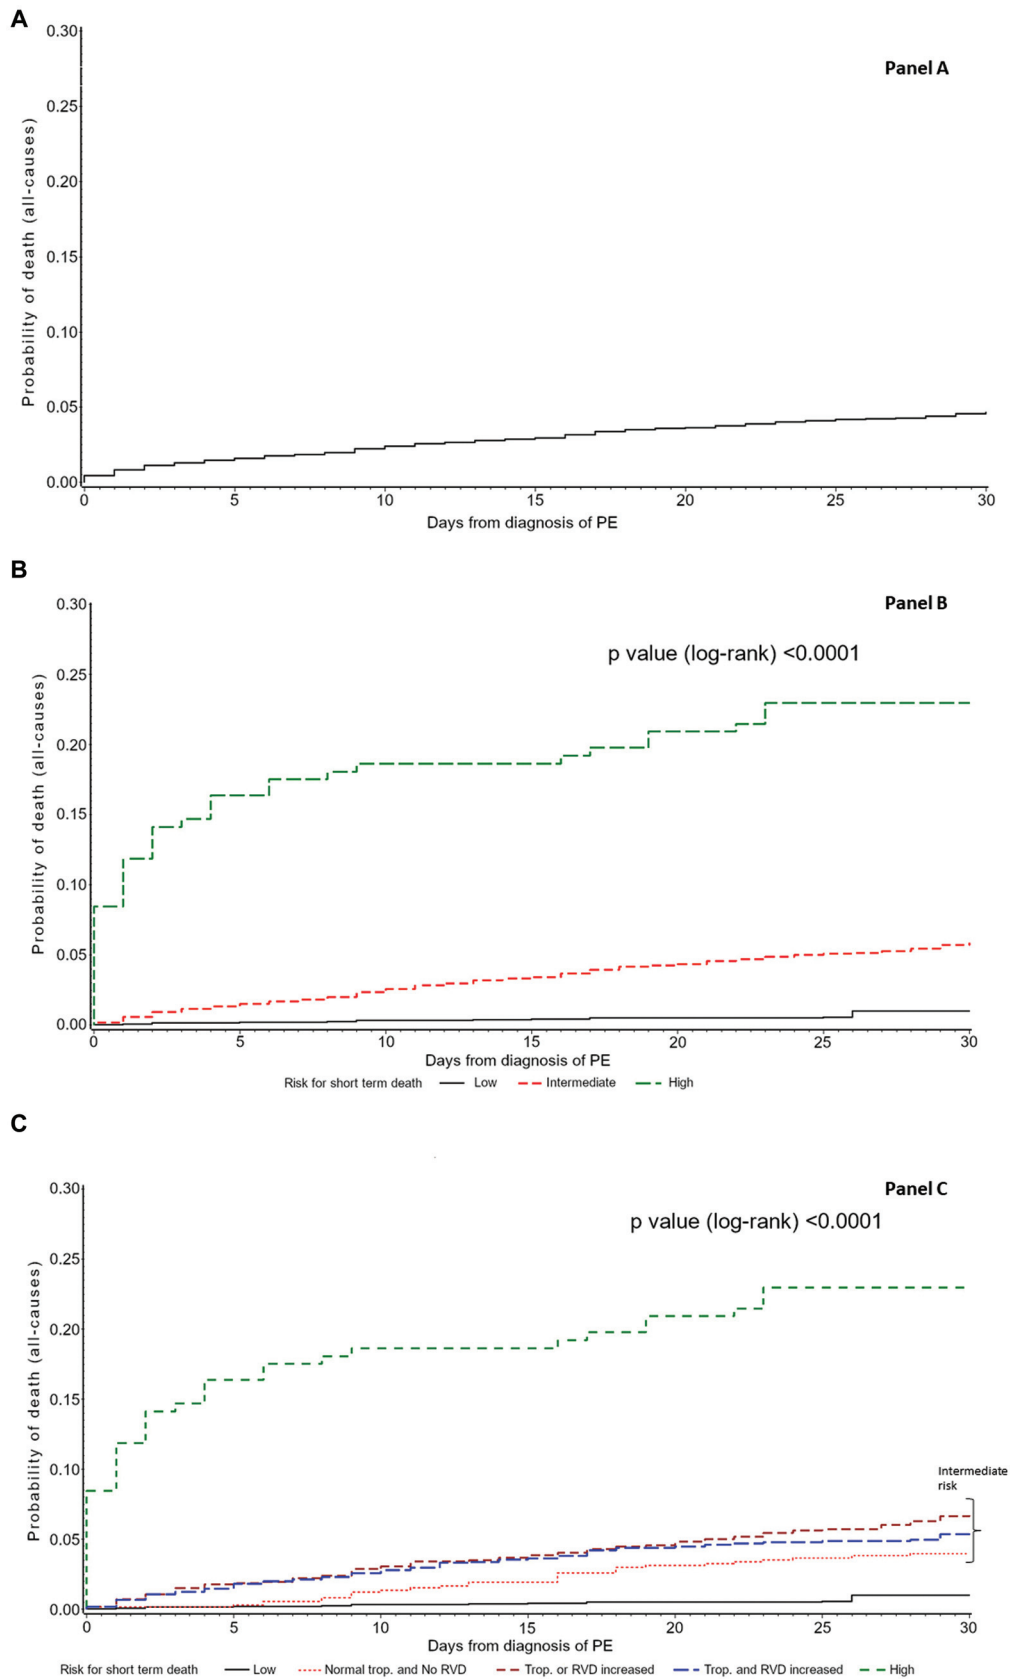 A
Panel A
0.30
0.25
0.20
0.15
0.10
0.05
0.00
Probability of death (all-causes)
0 5 10 15 20 25 30
Days from diagnosis of PE
B
Panel B
p value (log-rank) <0.0001
0.30
0.25
0.20
0.15
0.10
0.05
0.00
Probability of death (all-causes)
0 5 10 15 20 25 30
Days from diagnosis of PE
Risk for short term death Low Intermediate High
C
Panel C
p value (log-rank) <0.0001
0.30
0.25
0.20
0.15
0.10
0.05
0.00
Probability of death (all-causes)
Intermediate
risk
0 5 10 15 20 25 30
Days from diagnosis of PE
Risk for short term death Low Normal trop. and No RVD Trop. or RVD increased Trop. and RVD increased High